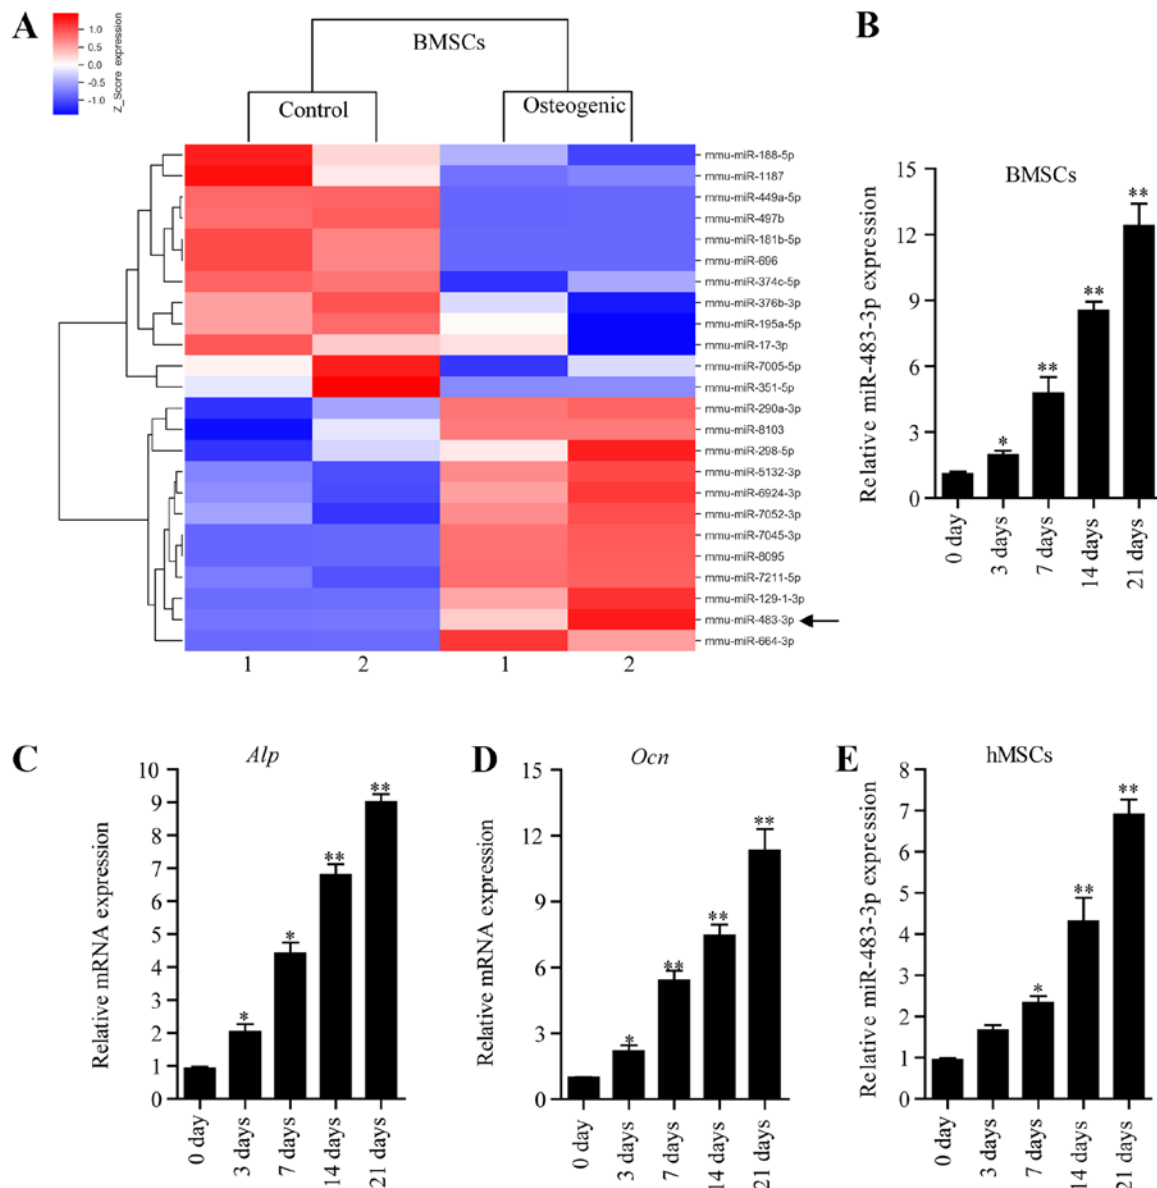 A
1.0
0.5
0.0
-0.5
-1.0
Z_Score expression
BMSCs
Control
Osteogenic
mmu-miR-188-5p
mmu-miR-1187
mmu-miR-449a-5p
mmu-miR-497b
mmu-miR-181b-5p
mmu-miR-696
mmu-miR-374c-5p
mmu-miR-376b-3p
mmu-miR-195a-5p
mmu-miR-17-3p
mmu-miR-7005-5p
mmu-miR-351-5p
mmu-miR-290a-3p
mmu-miR-8103
mmu-miR-298-5p
mmu-miR-5132-3p
mmu-miR-6924-3p
mmu-miR-7052-3p
mmu-miR-7045-3p
mmu-miR-8095
mmu-miR-7211-5p
mmu-miR-129-1-3p
mmu-miR-483-3p
mmu-miR-664-3p
1 2 1 2
B
BMSCs
Relative miR-483-3p expression
15
12
9
6
3
0
* ** ** **
0 day 3 days 7 days 14 days 21 days
C
Alp
Relative mRNA expression
10
9
8
7
6
5
4
3
2
1
0
* * ** **
0 day 3 days 7 days 14 days 21 days
D
Ocn
Relative mRNA expression
15
12
9
6
3
0
* ** ** **
0 day 3 days 7 days 14 days 21 days
E
hMSCs
Relative miR-483-3p expression
8
7
6
5
4
3
2
1
0
* ** **
0 day 3 days 7 days 14 days 21 days